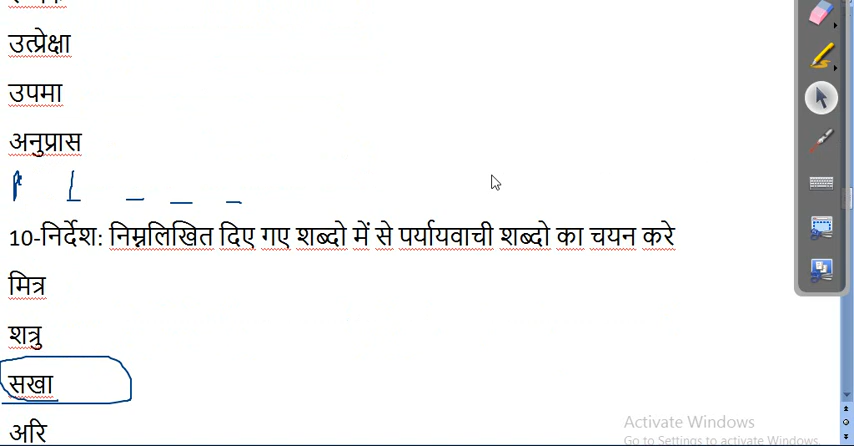 उत्प्रेक्षा
उपमा
अनुप्रास
10-निर्देश: निम्नलिखित दिए गए शब्दो में से पर्यायवाची शब्दो का चयन करे
मित्र
शत्रु
सखा
अरि
Activate Windows
Go to Settings to activate Windows.